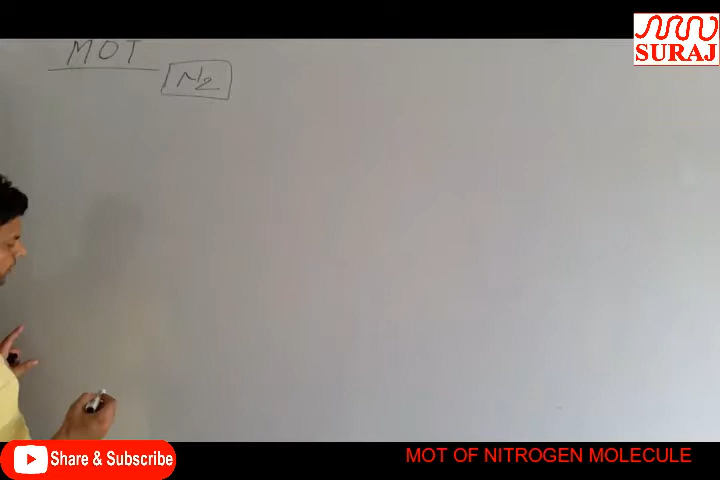 MOT
N2
SURAJ
Share & Subscribe
MOT OF NITROGEN MOLECULE